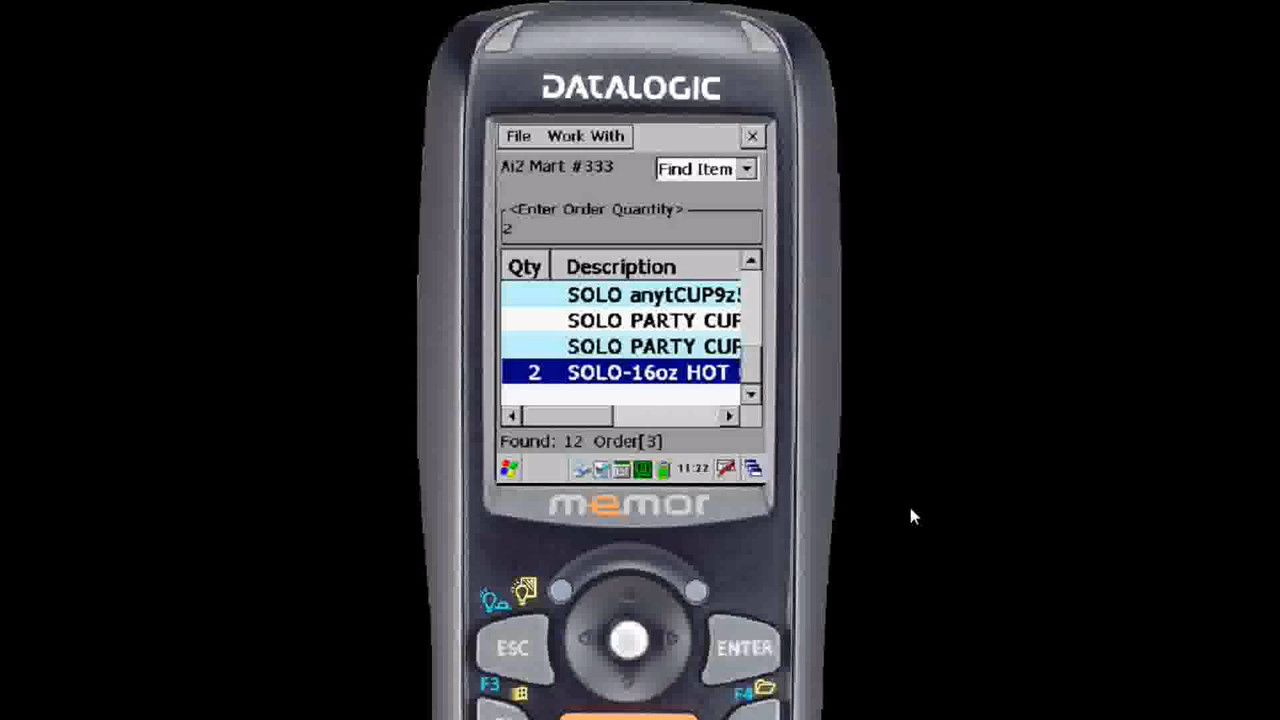 DATALOGIC
File Work With
Ai2 Mart #333 Find Item
<Enter Order Quantity>
2
Qty Description
SOLO anytCUP9z
SOLO PARTY CUP
SOLO PARTY CUP
2 SOLO-16oz HOT
Found: 12 Order[3]
11:22
memor
ESC ENTER
F3 F4